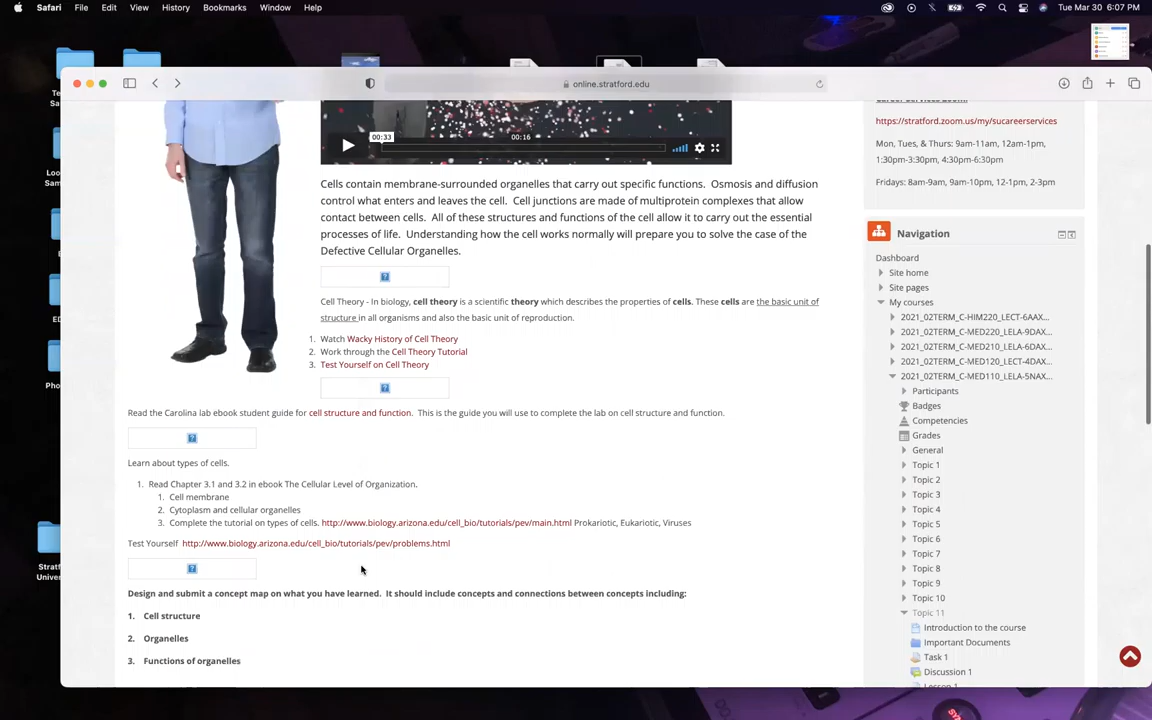 Safari File Edit View History Bookmarks Window Help
Tue Mar 30 6:07 PM
online.stratford.edu
00:33
00:16
Cells contain membrane-surrounded organelles that carry out specific functions. Osmosis and diffusion
control what enters and leaves the cell. Cell junctions are made of multiprotein complexes that allow
contact between cells. All of these structures and functions of the cell allow it to carry out the essential
processes of life. Understanding how the cell works normally will prepare you to solve the case of the
Defective Cellular Organelles.
Cell Theory - In biology, cell theory is a scientific theory which describes the properties of cells. These cells are the basic unit of
structure in all organisms and also the basic unit of reproduction.
1. Watch Wacky History of Cell Theory
2. Work through the Cell Theory Tutorial
3. Test Yourself on Cell Theory
Read the Carolina lab ebook student guide for cell structure and function. This is the guide you will use to complete the lab on cell structure and function.
Learn about types of cells.
1. Read Chapter 3.1 and 3.2 in ebook The Cellular Level of Organization.
1. Cell membrane
2. Cytoplasm and cellular organelles
3. Complete the tutorial on types of cells. http://www.biology.arizona.edu/cell_bio/tutorials/pev/main.html Prokariotic, Eukariotic, Viruses
Test Yourself http://www.biology.arizona.edu/cell_bio/tutorials/pev/problems.html
Design and submit a concept map on what you have learned. It should include concepts and connections between concepts including:
1. Cell structure
2. Organelles
3. Functions of organelles
https://stratford.zoom.us/my/sucareerservices
Mon, Tues, & Thurs: 9am-11am, 12am-1pm,
1:30pm-3:30pm, 4:30pm-6:30pm
Fridays: 8am-9am, 9am-10pm, 12-1pm, 2-3pm
Navigation
Dashboard
Site home
Site pages
My courses
2021_02TERM_C-HIM220_LECT-6AAX...
2021_02TERM_C-MED220_LELA-9DAX...
2021_02TERM_C-MED210_LELA-6DAX...
2021_02TERM_C-MED120_LECT-4DAX...
2021_02TERM_C-MED110_LELA-5NAX...
Participants
Badges
Competencies
Grades
General
Topic 1
Topic 2
Topic 3
Topic 4
Topic 5
Topic 6
Topic 7
Topic 8
Topic 9
Topic 10
Topic 11
Introduction to the course
Important Documents
Task 1
Discussion 1